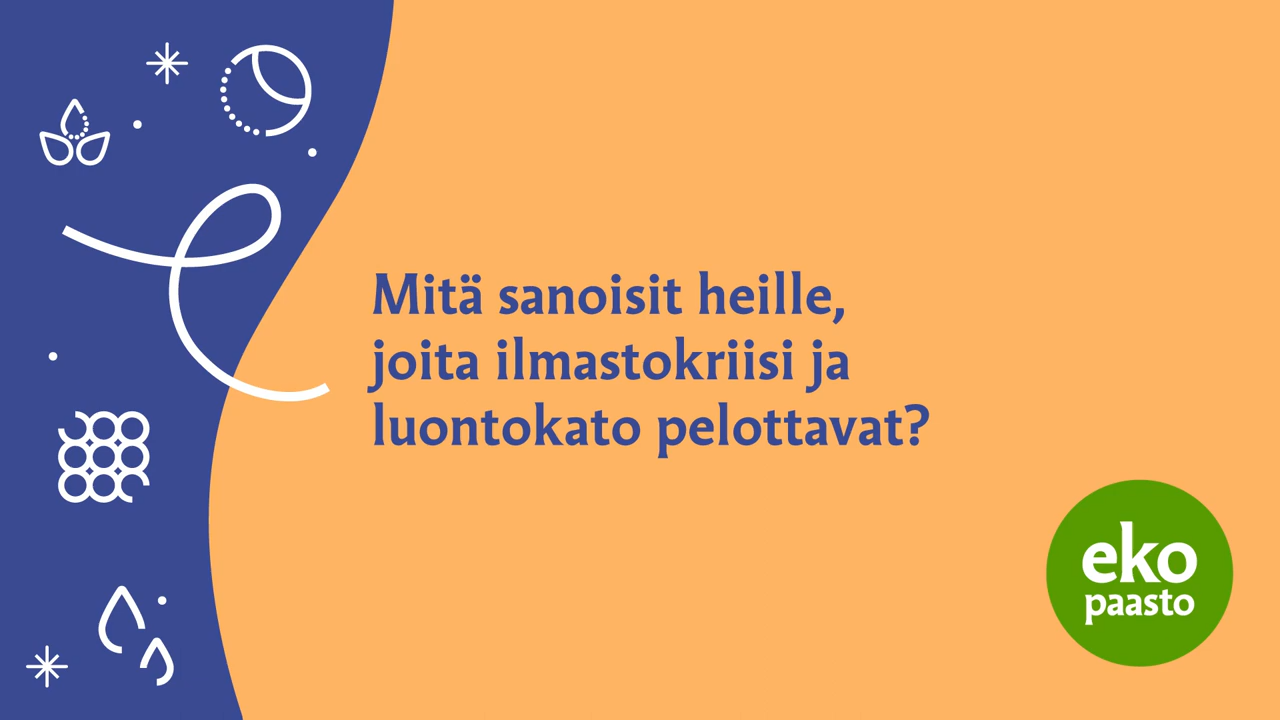 Mitä sanoisit heille,
joita ilmastokriisi ja
luontokato pelottavat?
eko
paasto